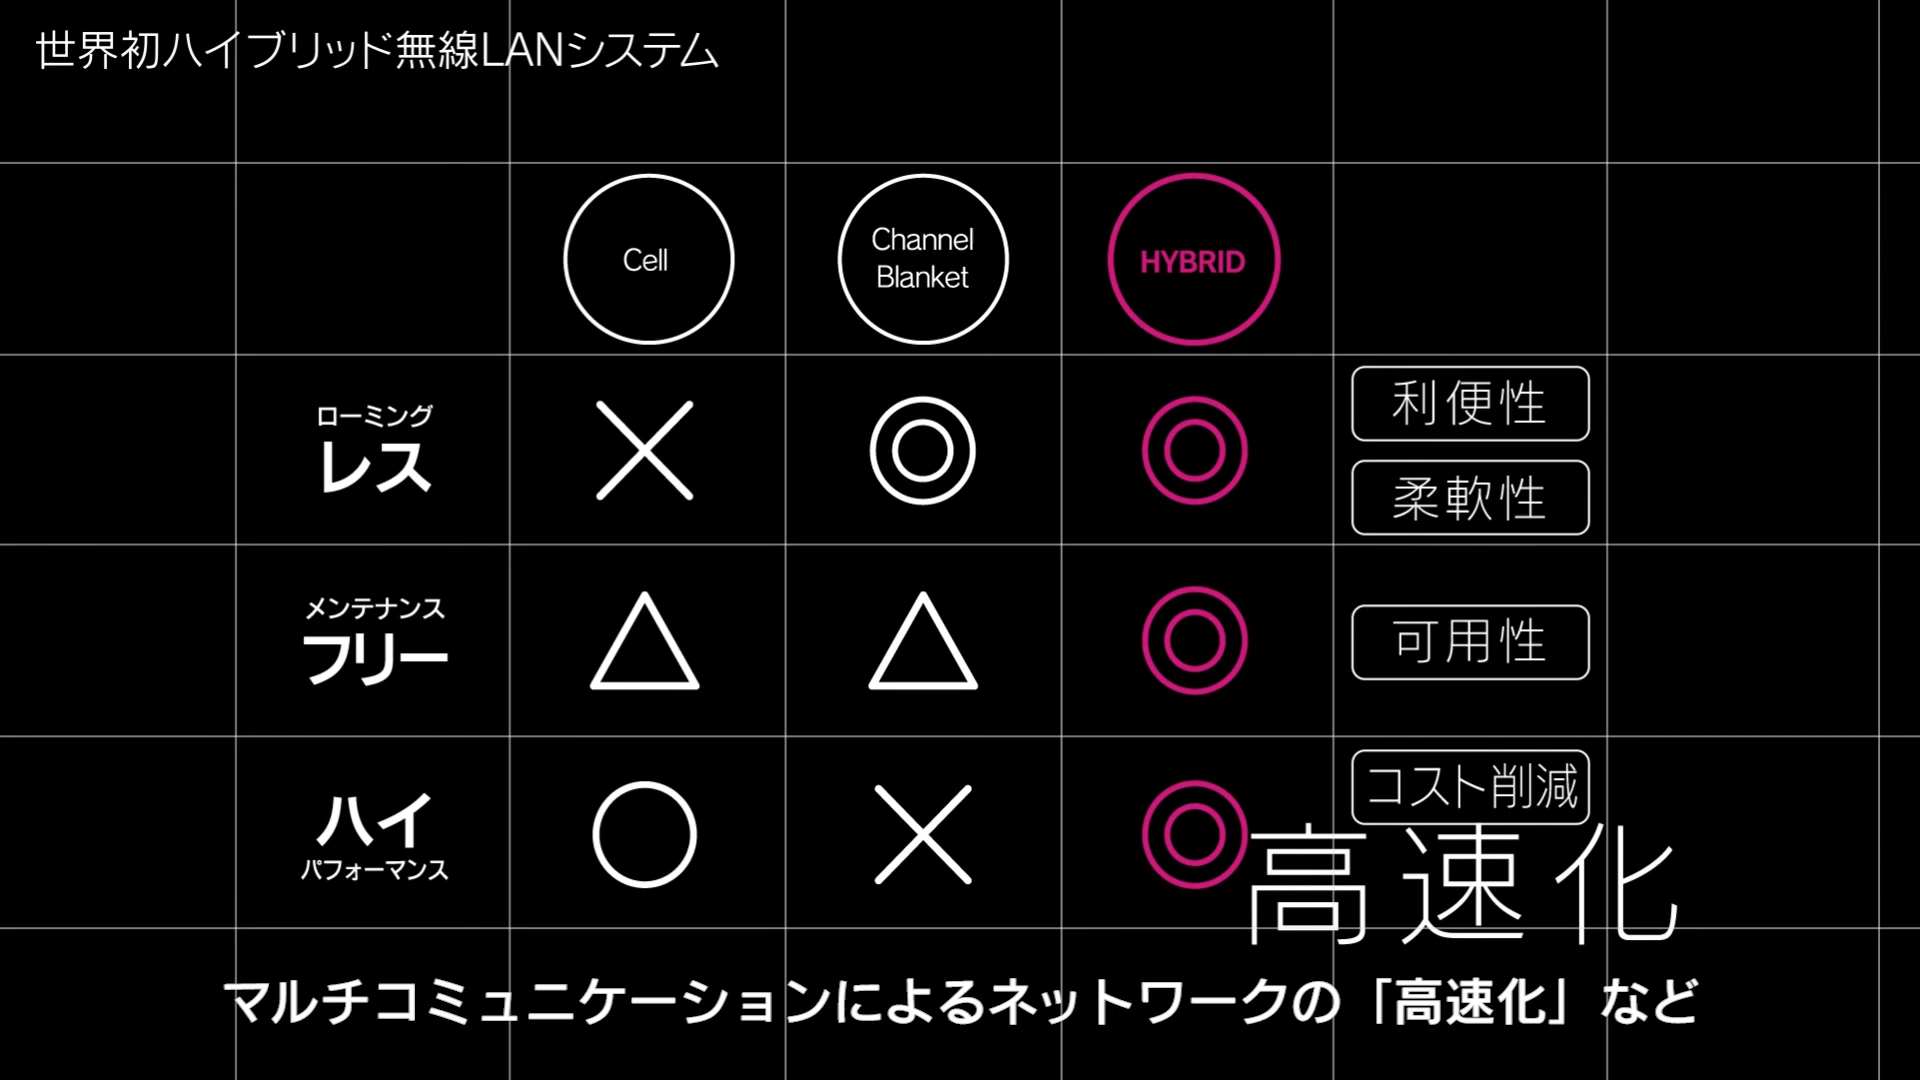 世界初ハイブリッド無線LANシステム
Cell
Channel
Blanket
HYBRID
ローミング
レス
利便性
柔軟性
メンテナンス
フリー
可用性
ハイ
パフォーマンス
コスト削減
高速化
マルチコミュニケーションによるネットワークの「高速化」など